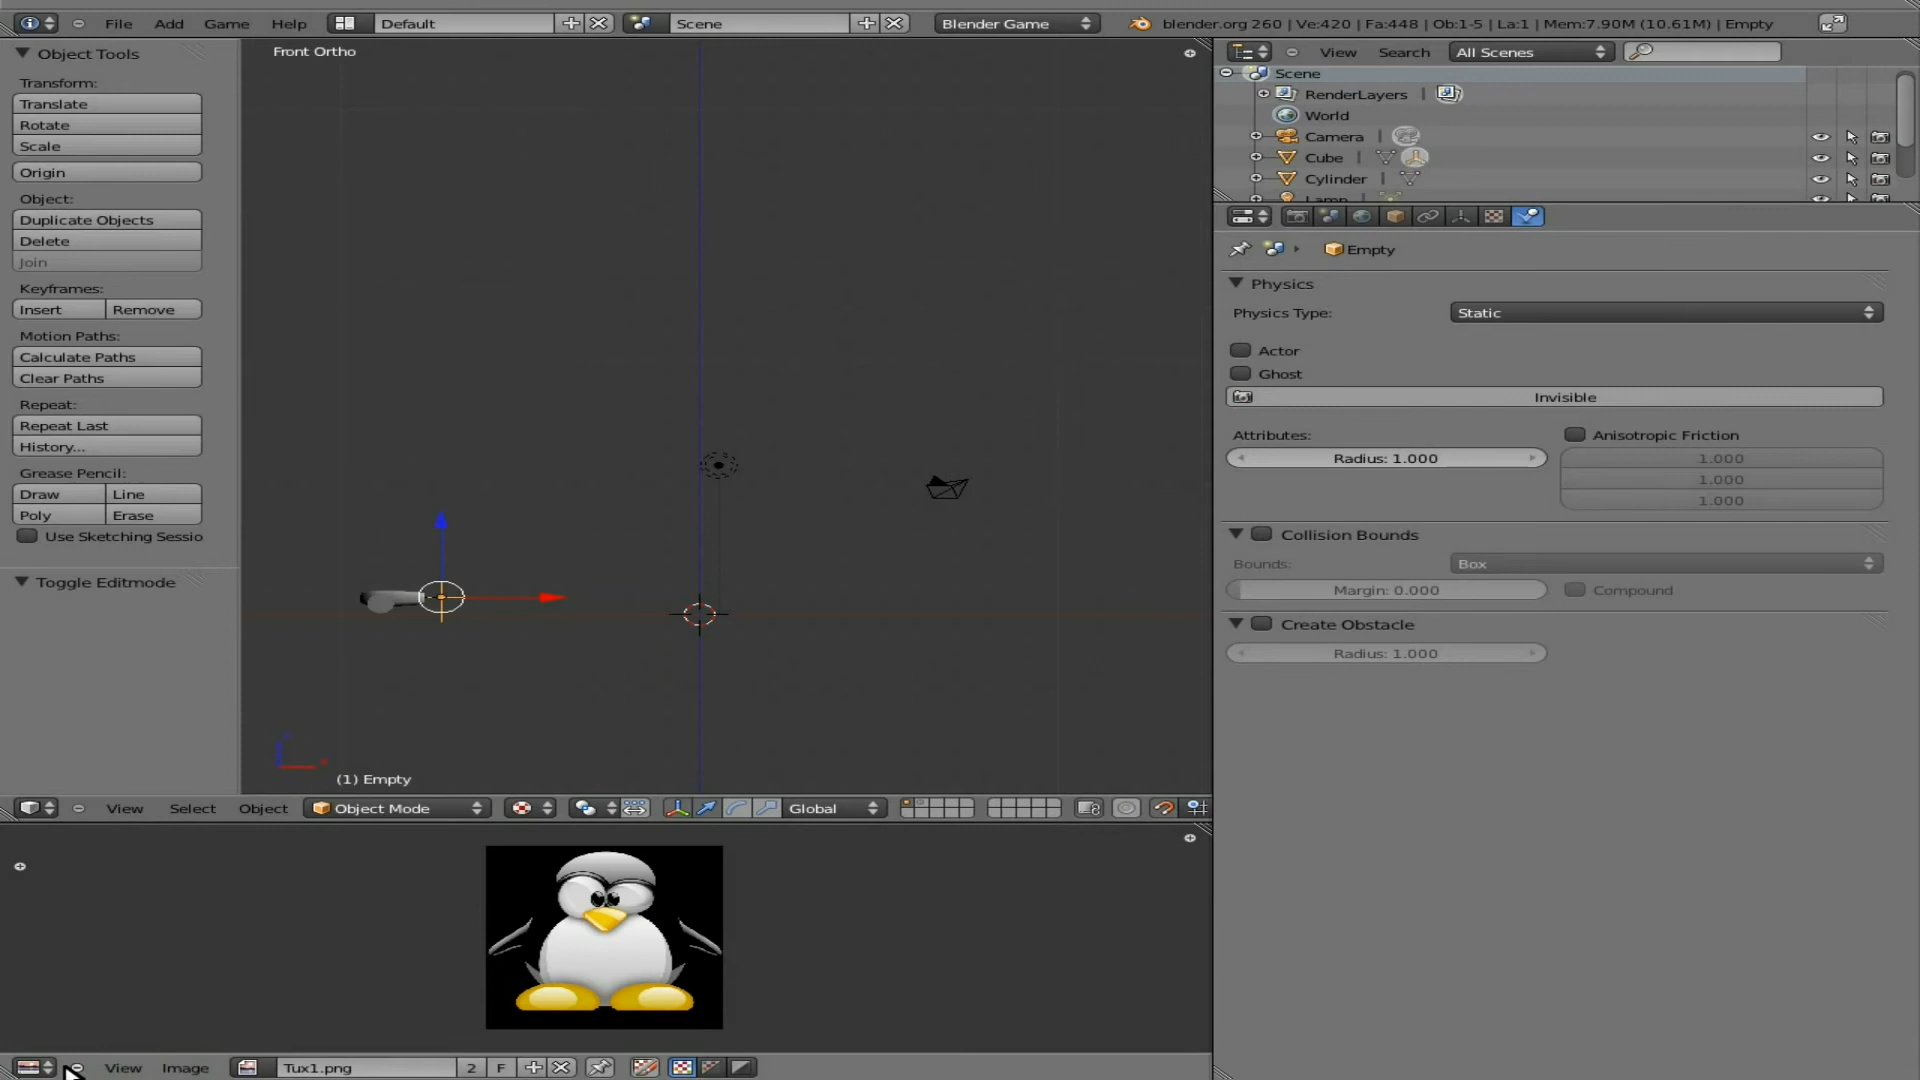 File Add Game Help Default Scene Blender Game blender.org 260 | Ve:420 | Fa:448 | Ob:1-5 | La:1 | Mem:7.90M (10.61M) | Empty
Object Tools
Transform:
Translate
Rotate
Scale
Origin
Object:
Duplicate Objects
Delete
Join
Keyframes:
Insert Remove
Motion Paths:
Calculate Paths
Clear Paths
Repeat:
Repeat Last
History...
Grease Pencil:
Draw Line
Poly Erase
Use Sketching Sessio
Toggle Editmode
Front Ortho
(1) Empty
View Select Object Object Mode Global
View Image Tux1.png 2 F
View Search All Scenes
Scene
RenderLayers |
World
Camera |
Cube |
Cylinder |
Lamp
Empty
Physics
Physics Type: Static
Actor
Ghost
Invisible
Attributes: Anisotropic Friction
Radius: 1.000 1.000
1.000
1.000
Collision Bounds
Bounds: Box
Margin: 0.000 Compound
Create Obstacle
Radius: 1.000